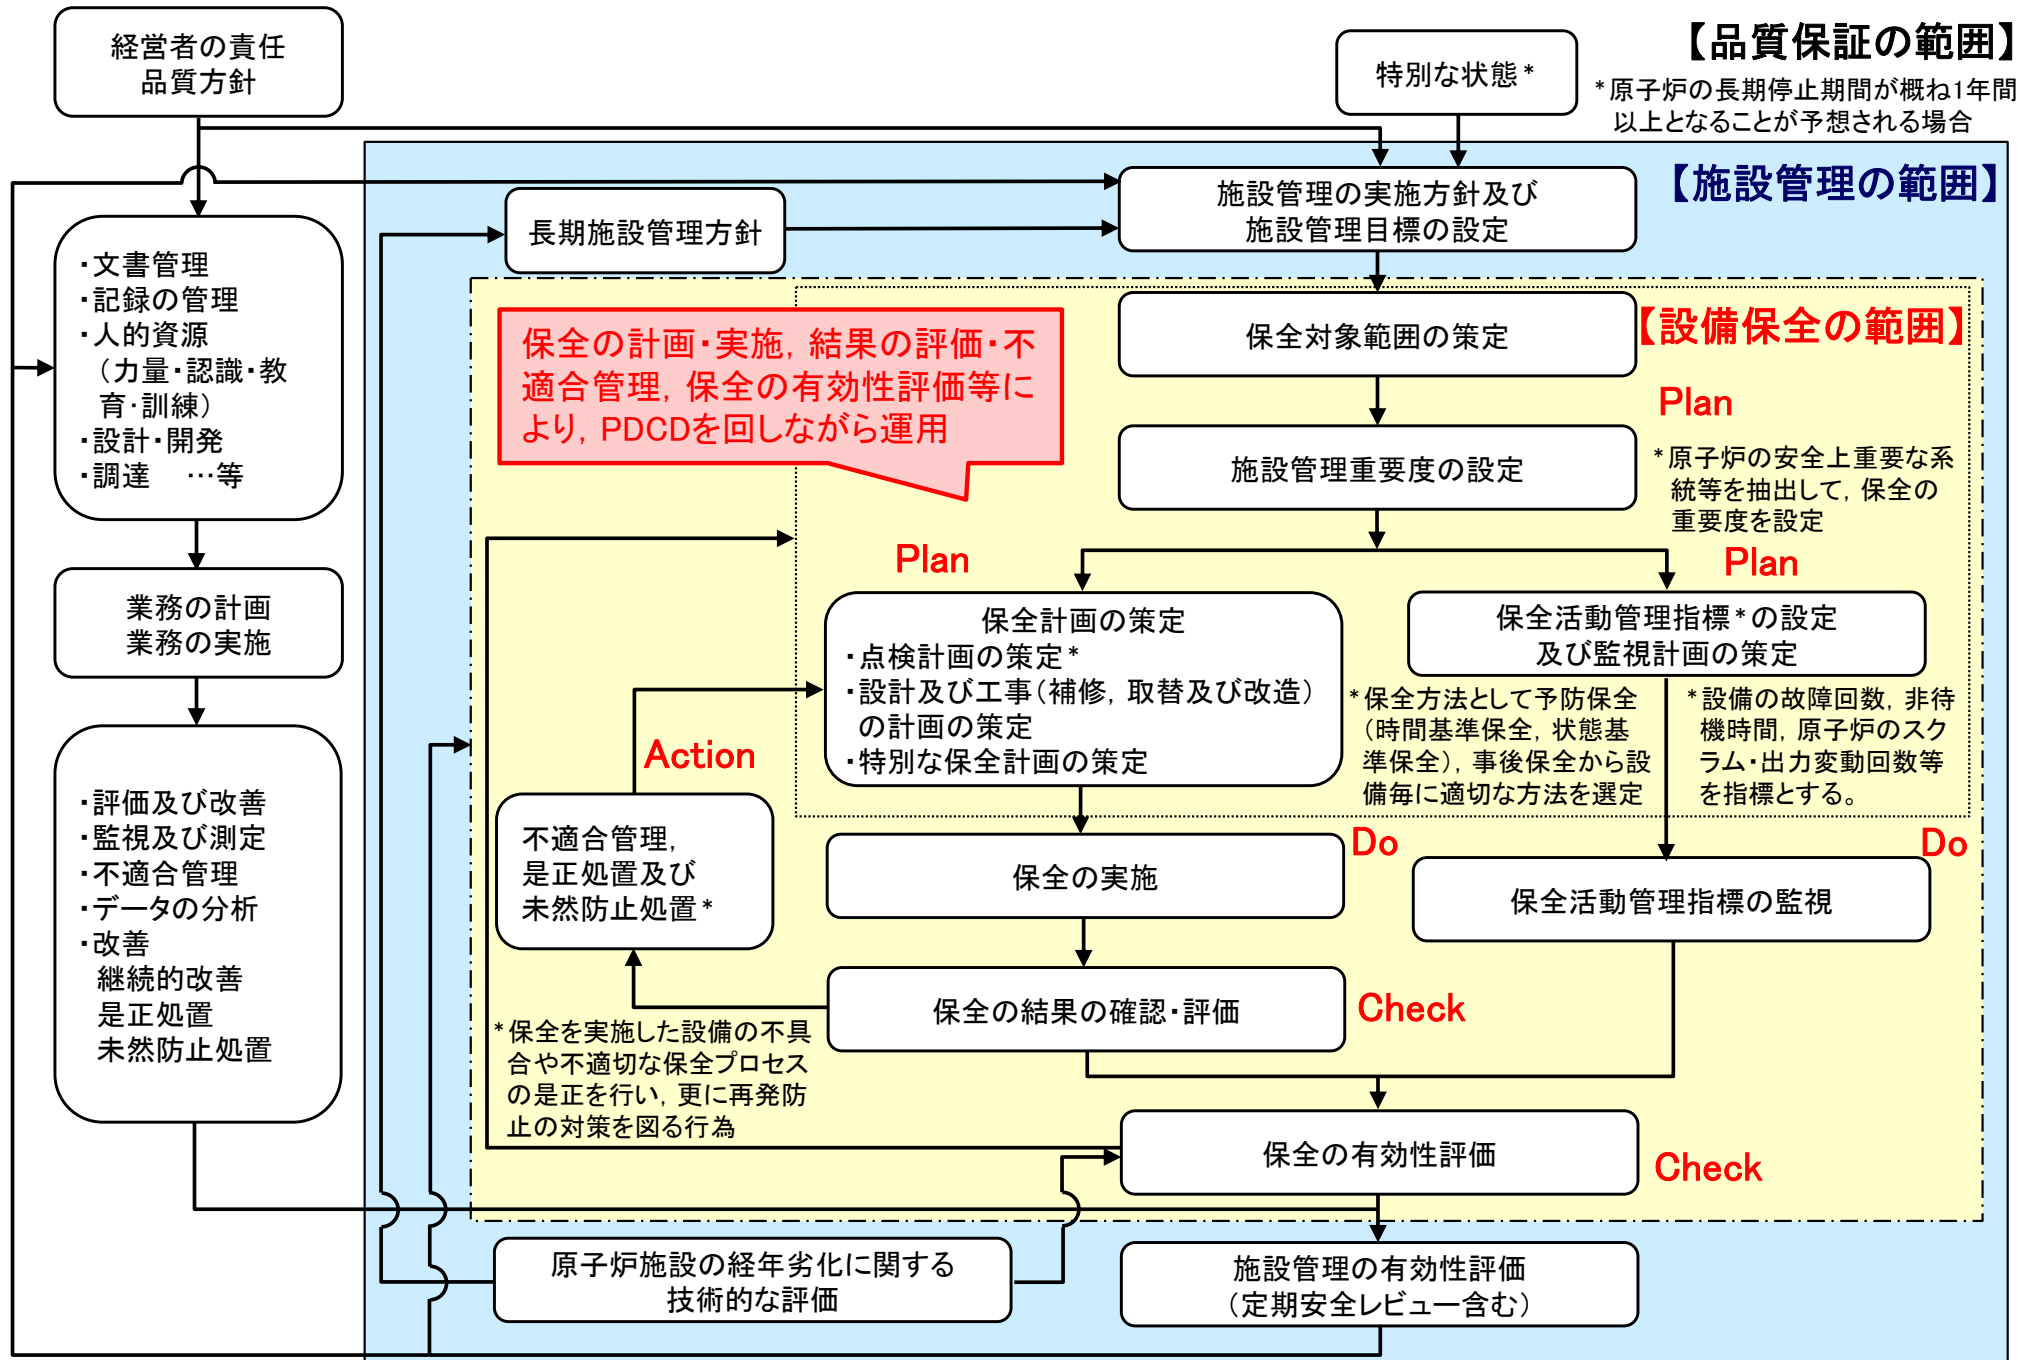 経営者の責任
品質方針
特別な状態*
【品質保証の範囲】
*原子炉の長期停止期間が概ね1年間
以上となることが予想される場合
【施設管理の範囲】
施設管理の実施方針及び
施設管理目標の設定
長期施設管理方針
・文書管理
・記録の管理
・人的資源
（力量・認識・教
育・訓練）
・設計・開発
・調達　…等
保全の計画・実施，結果の評価・不
適合管理，保全の有効性評価等に
より，PDCDを回しながら運用
保全対象範囲の策定
【設備保全の範囲】
Plan
施設管理重要度の設定
*原子炉の安全上重要な系
統等を抽出して，保全の
重要度を設定
Plan
Plan
業務の計画
業務の実施
保全計画の策定
・点検計画の策定*
・設計及び工事（補修，取替及び改造）
の計画の策定
・特別な保全計画の策定
保全活動管理指標*の設定
及び監視計画の策定
*保全方法として予防保全
（時間基準保全，状態基
準保全），事後保全から設
備毎に適切な方法を選定
*設備の故障回数，非待
機時間，原子炉のスク
ラム・出力変動回数等
を指標とする。
Action
・評価及び改善
・監視及び測定
・不適合管理
・データの分析
・改善
継続的改善
是正処置
未然防止処置
不適合管理，
是正処置及び
未然防止処置*
保全の実施
Do
Do
保全活動管理指標の監視
保全の結果の確認・評価
Check
*保全を実施した設備の不具
合や不適切な保全プロセス
の是正を行い，更に再発防
止の対策を図る行為
保全の有効性評価
Check
原子炉施設の経年劣化に関する
技術的な評価
施設管理の有効性評価
（定期安全レビュー含む）